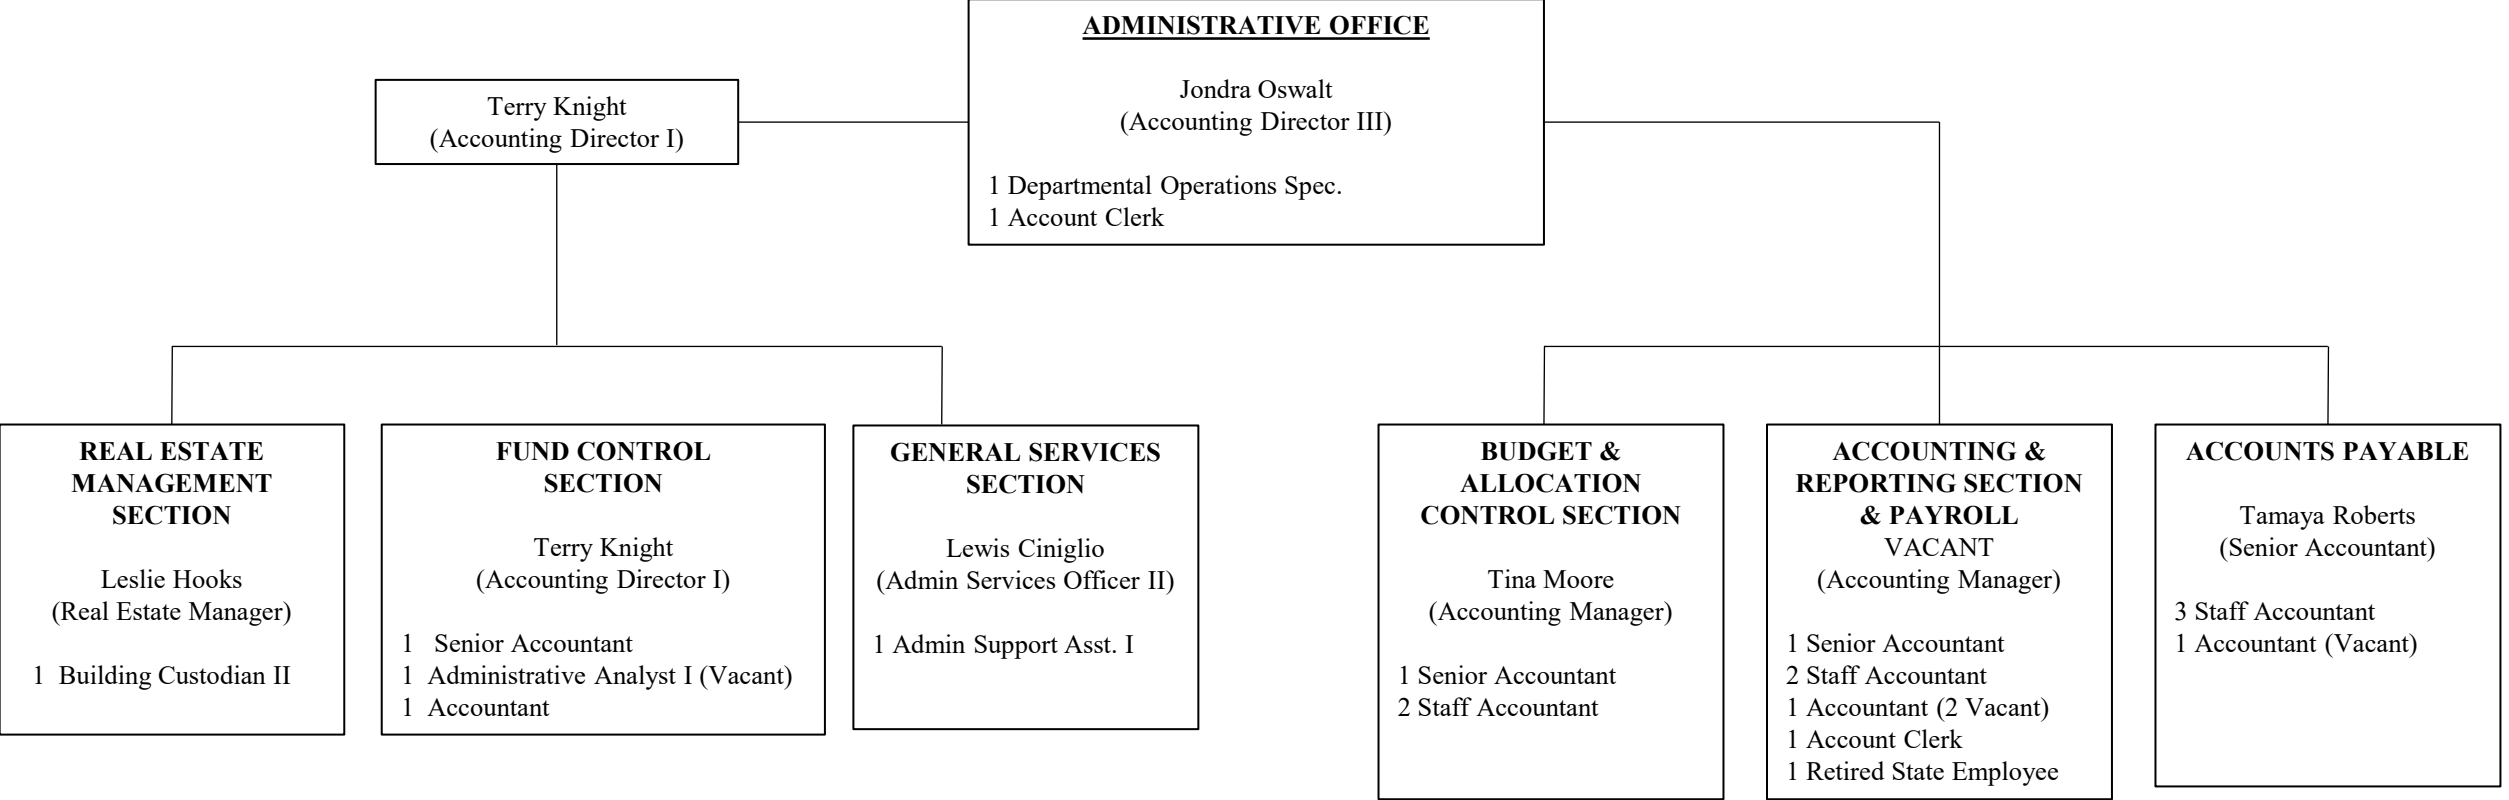 ADMINISTRATIVE OFFICE
Jondra Oswalt
(Accounting Director III)
1 Departmental Operations Spec.
1 Account Clerk
Terry Knight
(Accounting Director I)
REAL ESTATE
MANAGEMENT
SECTION
Leslie Hooks
(Real Estate Manager)
1 Building Custodian II
FUND CONTROL
SECTION
Terry Knight
(Accounting Director I)
1 Senior Accountant
1 Administrative Analyst I (Vacant)
1 Accountant
GENERAL SERVICES
SECTION
Lewis Ciniglio
(Admin Services Officer II)
1 Admin Support Asst. I
BUDGET &
ALLOCATION
CONTROL SECTION
Tina Moore
(Accounting Manager)
1 Senior Accountant
2 Staff Accountant
ACCOUNTING &
REPORTING SECTION
& PAYROLL
VACANT
(Accounting Manager)
1 Senior Accountant
2 Staff Accountant
1 Accountant (2 Vacant)
1 Account Clerk
1 Retired State Employee
ACCOUNTS PAYABLE
Tamaya Roberts
(Senior Accountant)
3 Staff Accountant
1 Accountant (Vacant)